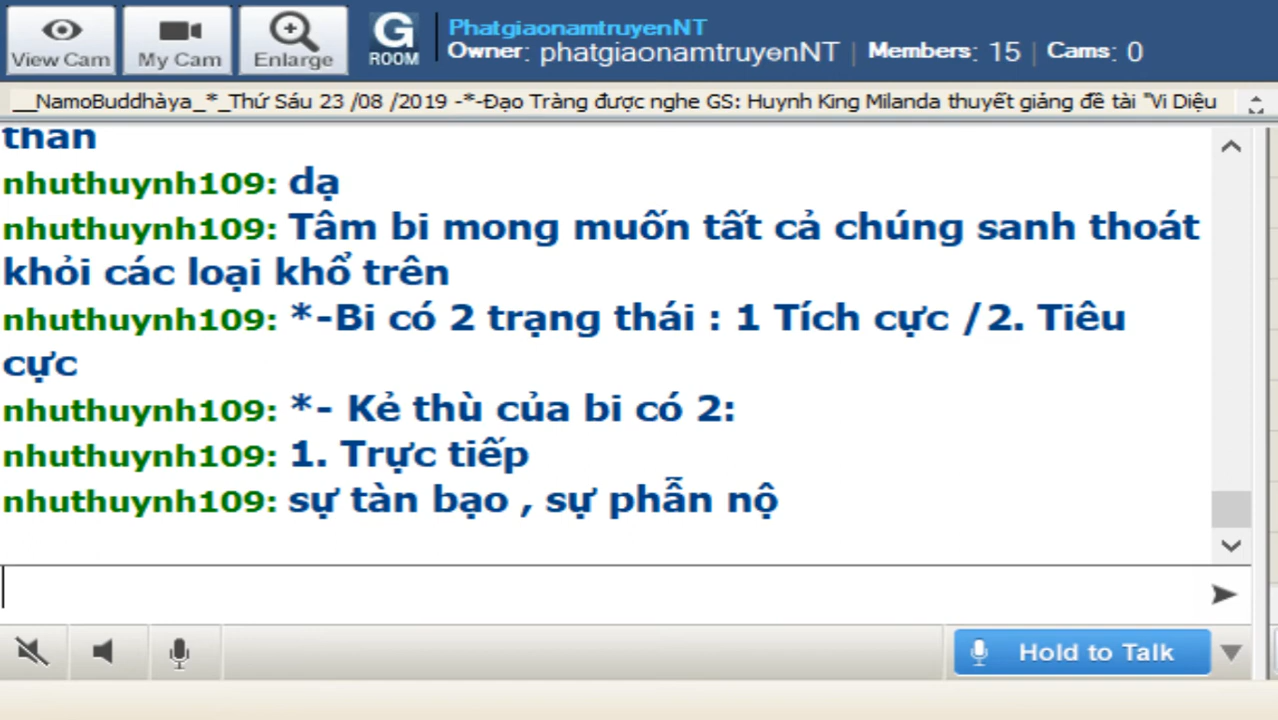 View Cam
My Cam
Enlarge
G
ROOM
PhatgiaonamtruyenNT
Owner: phatgiaonamtruyenNT | Members: 15 | Cams: 0
__NamoBuddhàya_*_Thứ Sáu 23 /08 /2019 -*-Đạo Tràng được nghe GS: Huynh King Milanda thuyết giảng đề tài "Vi Diệu
than
nhuthuynh109: dạ
nhuthuynh109: Tâm bi mong muốn tất cả chúng sanh thoát
khỏi các loại khổ trên
nhuthuynh109: *-Bi có 2 trạng thái : 1 Tích cực /2. Tiêu
cực
nhuthuynh109: *- Kẻ thù của bi có 2:
nhuthuynh109: 1. Trực tiếp
nhuthuynh109: sự tàn bạo , sự phẫn nộ
Hold to Talk